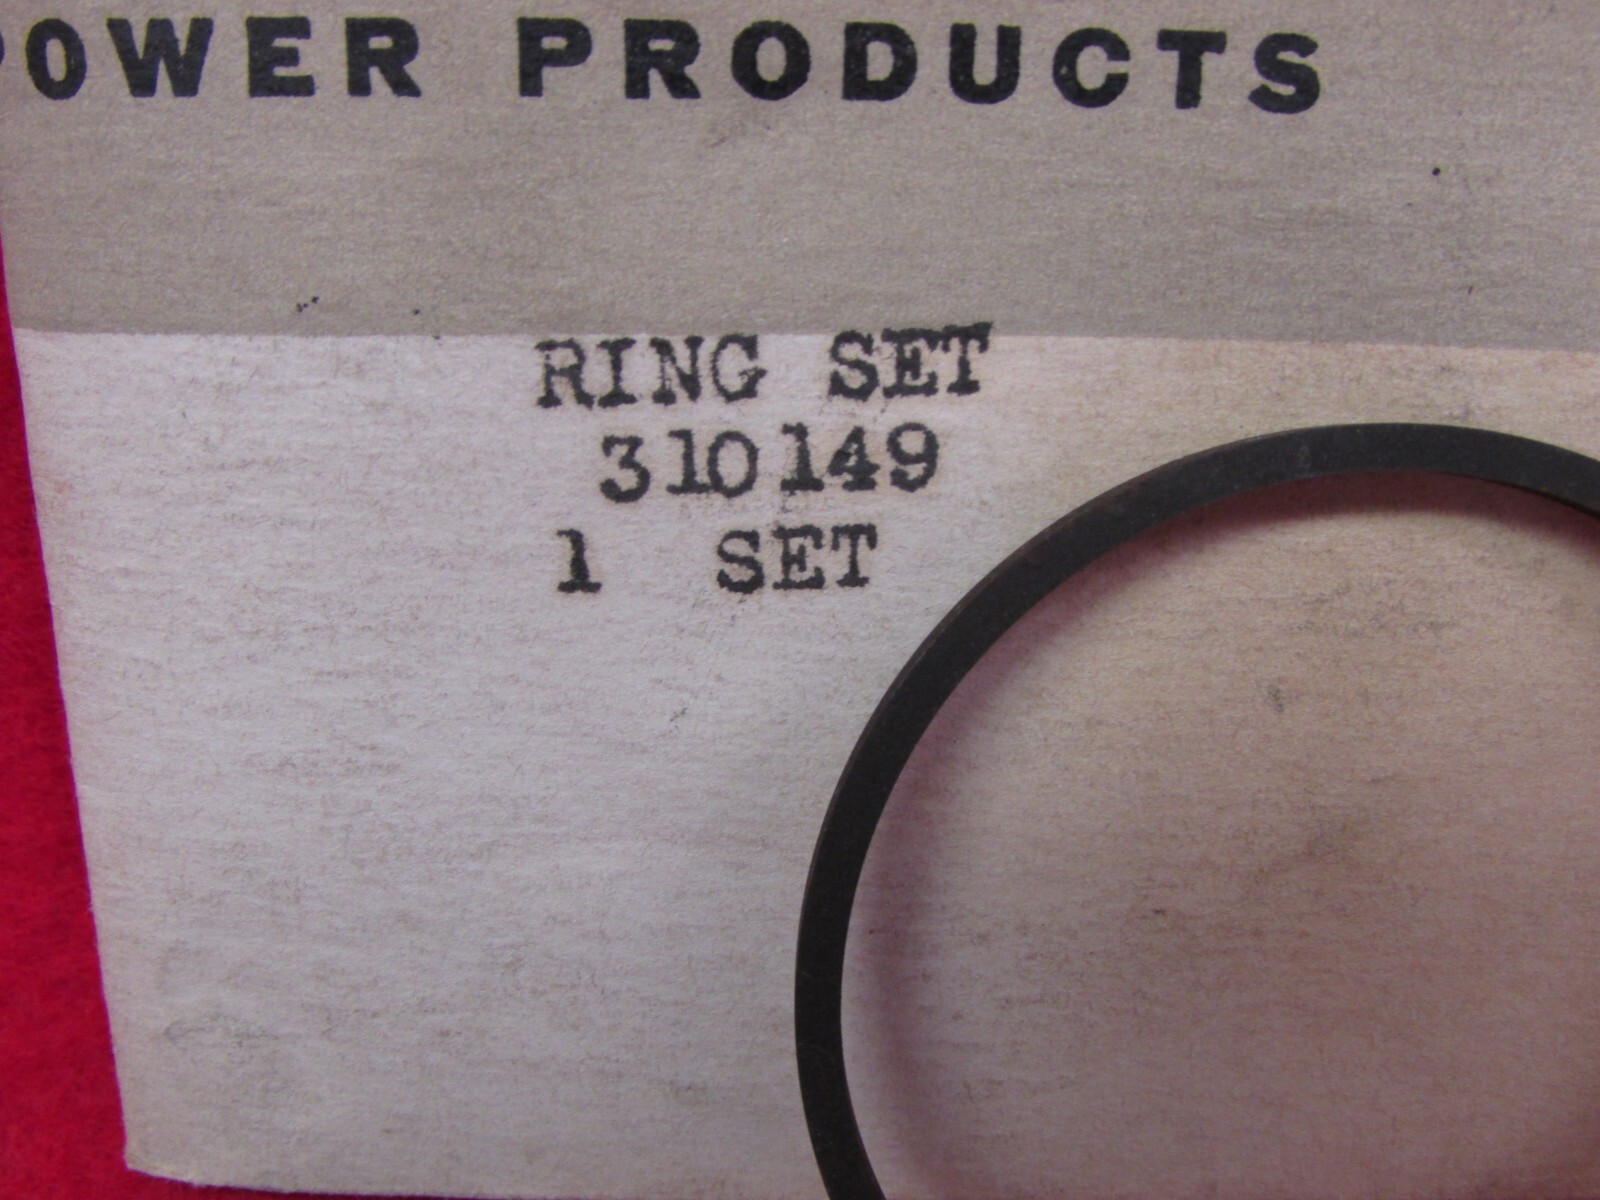 POWER PRODUCTS
RING SET
310149
1 SET